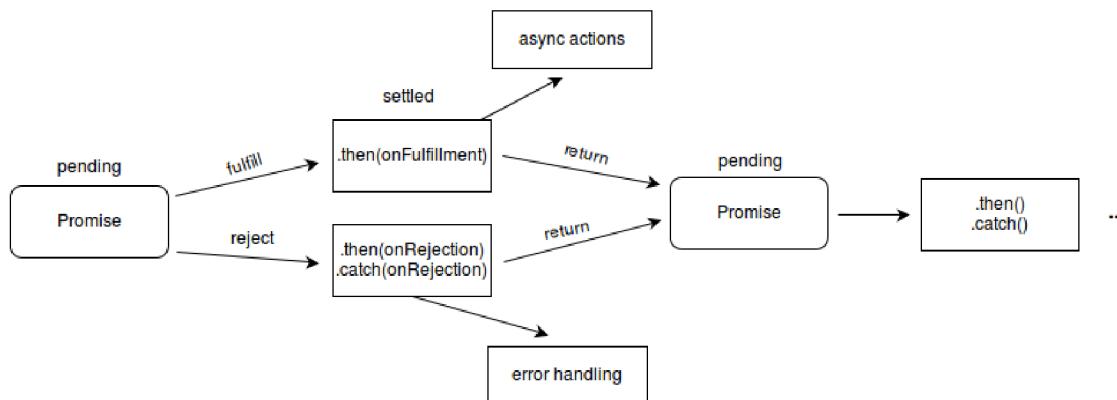 async actions
settled
.then(onFulfillment)
pending
fulfill
return
pending
Promise
Promise
.then()
.catch()
...
reject
return
.then(onRejection)
.catch(onRejection)
error handling